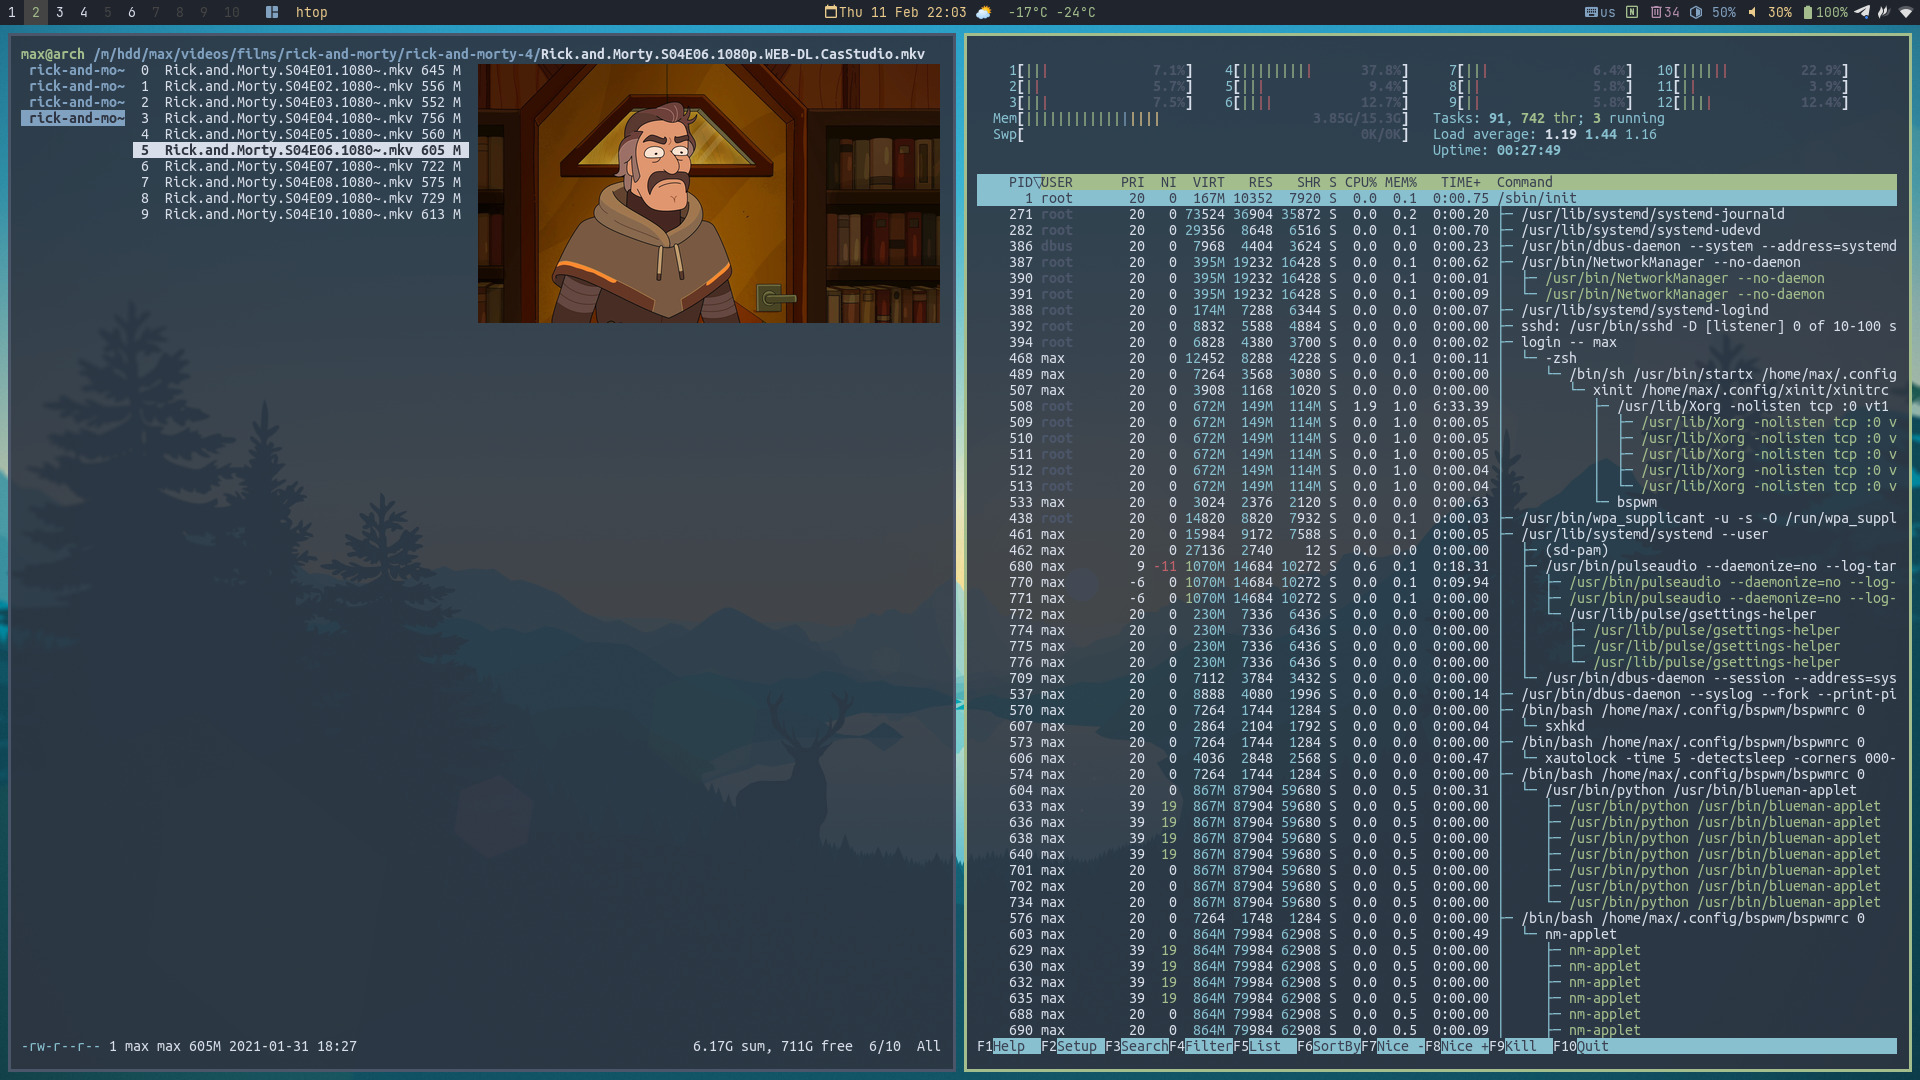 1 2 3 4 5 6 7 8 9 10 htop
Thu 11 Feb 22:03 -17°C -24°C
us N 34 50% 30% 100%
max@arch /m/hdd/max/videos/films/rick-and-morty/rick-and-morty-4/Rick.and.Morty.S04E06.1080p.WEB-DL.CasStudio.mkv
rick-and-mo~ 0 Rick.and.Morty.S04E01.1080~.mkv 645 M
rick-and-mo~ 1 Rick.and.Morty.S04E02.1080~.mkv 556 M
rick-and-mo~ 2 Rick.and.Morty.S04E03.1080~.mkv 552 M
rick-and-mo~ 3 Rick.and.Morty.S04E04.1080~.mkv 756 M
4 Rick.and.Morty.S04E05.1080~.mkv 560 M
5 Rick.and.Morty.S04E06.1080~.mkv 605 M
6 Rick.and.Morty.S04E07.1080~.mkv 722 M
7 Rick.and.Morty.S04E08.1080~.mkv 575 M
8 Rick.and.Morty.S04E09.1080~.mkv 729 M
9 Rick.and.Morty.S04E10.1080~.mkv 613 M
-rw-r--r-- 1 max max 605M 2021-01-31 18:27 6.17G sum, 711G free 6/10 All
1[||| 7.1%] 4[||||||||| 37.8%] 7[||| 6.4%] 10[|||||| 22.9%]
2[|| 5.7%] 5[||| 9.4%] 8[|| 5.8%] 11[|| 3.9%]
3[||| 7.5%] 6[|||| 12.7%] 9[|| 5.8%] 12[|||| 12.4%]
Mem[||||||||||||||||| 3.85G/15.3G] Tasks: 91, 742 thr; 3 running
Swp[ 0K/0K] Load average: 1.19 1.44 1.16
Uptime: 00:27:49
PID▽USER PRI NI VIRT RES SHR S CPU% MEM% TIME+ Command
1 root 20 0 167M 10352 7920 S 0.0 0.1 0:00.75 /sbin/init
271 root 20 0 73524 36904 35872 S 0.0 0.2 0:00.20 ├─ /usr/lib/systemd/systemd-journald
282 root 20 0 29356 8648 6516 S 0.0 0.1 0:00.70 ├─ /usr/lib/systemd/systemd-udevd
386 dbus 20 0 7968 4404 3624 S 0.0 0.0 0:00.23 ├─ /usr/bin/dbus-daemon --system --address=systemd
387 root 20 0 395M 19232 16428 S 0.0 0.1 0:00.62 ├─ /usr/bin/NetworkManager --no-daemon
390 root 20 0 395M 19232 16428 S 0.0 0.1 0:00.01 │ ├─ /usr/bin/NetworkManager --no-daemon
391 root 20 0 395M 19232 16428 S 0.0 0.1 0:00.09 │ └─ /usr/bin/NetworkManager --no-daemon
388 root 20 0 174M 7288 6344 S 0.0 0.0 0:00.07 ├─ /usr/lib/systemd/systemd-logind
392 root 20 0 8832 5588 4884 S 0.0 0.0 0:00.00 ├─ sshd: /usr/bin/sshd -D [listener] 0 of 10-100 s
394 root 20 0 6828 4380 3700 S 0.0 0.0 0:00.02 ├─ login -- max
468 max 20 0 12452 8288 4228 S 0.0 0.1 0:00.11 │ └─ -zsh
489 max 20 0 7264 3568 3080 S 0.0 0.0 0:00.00 │ └─ /bin/sh /usr/bin/startx /home/max/.config
507 max 20 0 3908 1168 1020 S 0.0 0.0 0:00.00 │ └─ xinit /home/max/.config/xinit/xinitrc
508 root 20 0 672M 149M 114M S 1.9 1.0 6:33.39 │ ├─ /usr/lib/Xorg -nolisten tcp :0 vt1
509 root 20 0 672M 149M 114M S 0.0 1.0 0:00.05 │ │ ├─ /usr/lib/Xorg -nolisten tcp :0 v
510 root 20 0 672M 149M 114M S 0.0 1.0 0:00.05 │ │ ├─ /usr/lib/Xorg -nolisten tcp :0 v
511 root 20 0 672M 149M 114M S 0.0 1.0 0:00.05 │ │ ├─ /usr/lib/Xorg -nolisten tcp :0 v
512 root 20 0 672M 149M 114M S 0.0 1.0 0:00.04 │ │ ├─ /usr/lib/Xorg -nolisten tcp :0 v
513 root 20 0 672M 149M 114M S 0.0 1.0 0:00.04 │ │ └─ /usr/lib/Xorg -nolisten tcp :0 v
533 max 20 0 3024 2376 2120 S 0.0 0.0 0:00.63 │ └─ bspwm
438 root 20 0 14820 8820 7932 S 0.0 0.1 0:00.03 ├─ /usr/bin/wpa_supplicant -u -s -O /run/wpa_suppl
461 max 20 0 15984 9172 7588 S 0.0 0.1 0:00.05 ├─ /usr/lib/systemd/systemd --user
462 max 20 0 27136 2740 12 S 0.0 0.0 0:00.00 │ ├─ (sd-pam)
680 max 9 -11 1070M 14684 10272 S 0.6 0.1 0:18.31 │ ├─ /usr/bin/pulseaudio --daemonize=no --log-tar
770 max -6 0 1070M 14684 10272 S 0.0 0.1 0:09.94 │ │ ├─ /usr/bin/pulseaudio --daemonize=no --log-
771 max -6 0 1070M 14684 10272 S 0.0 0.1 0:00.00 │ │ ├─ /usr/bin/pulseaudio --daemonize=no --log-
772 max 20 0 230M 7336 6436 S 0.0 0.0 0:00.00 │ │ └─ /usr/lib/pulse/gsettings-helper
774 max 20 0 230M 7336 6436 S 0.0 0.0 0:00.00 │ │ ├─ /usr/lib/pulse/gsettings-helper
775 max 20 0 230M 7336 6436 S 0.0 0.0 0:00.00 │ │ ├─ /usr/lib/pulse/gsettings-helper
776 max 20 0 230M 7336 6436 S 0.0 0.0 0:00.00 │ │ └─ /usr/lib/pulse/gsettings-helper
709 max 20 0 7112 3784 3432 S 0.0 0.0 0:00.00 │ └─ /usr/bin/dbus-daemon --session --address=sys
537 max 20 0 8888 4080 1996 S 0.0 0.0 0:00.14 ├─ /usr/bin/dbus-daemon --syslog --fork --print-pi
570 max 20 0 7264 1744 1284 S 0.0 0.0 0:00.00 ├─ /bin/bash /home/max/.config/bspwm/bspwmrc 0
607 max 20 0 2864 2104 1792 S 0.0 0.0 0:00.04 │ └─ sxhkd
573 max 20 0 7264 1744 1284 S 0.0 0.0 0:00.00 ├─ /bin/bash /home/max/.config/bspwm/bspwmrc 0
606 max 20 0 4036 2848 2568 S 0.0 0.0 0:00.47 │ └─ xautolock -time 5 -detectsleep -corners 000-
574 max 20 0 7264 1744 1284 S 0.0 0.0 0:00.00 ├─ /bin/bash /home/max/.config/bspwm/bspwmrc 0
604 max 20 0 867M 87904 59680 S 0.0 0.5 0:00.31 │ └─ /usr/bin/python /usr/bin/blueman-applet
633 max 39 19 867M 87904 59680 S 0.0 0.5 0:00.00 │ ├─ /usr/bin/python /usr/bin/blueman-applet
636 max 39 19 867M 87904 59680 S 0.0 0.5 0:00.00 │ ├─ /usr/bin/python /usr/bin/blueman-applet
638 max 39 19 867M 87904 59680 S 0.0 0.5 0:00.00 │ ├─ /usr/bin/python /usr/bin/blueman-applet
640 max 39 19 867M 87904 59680 S 0.0 0.5 0:00.00 │ ├─ /usr/bin/python /usr/bin/blueman-applet
701 max 20 0 867M 87904 59680 S 0.0 0.5 0:00.00 │ ├─ /usr/bin/python /usr/bin/blueman-applet
702 max 20 0 867M 87904 59680 S 0.0 0.5 0:00.00 │ ├─ /usr/bin/python /usr/bin/blueman-applet
734 max 20 0 867M 87904 59680 S 0.0 0.5 0:00.00 │ └─ /usr/bin/python /usr/bin/blueman-applet
576 max 20 0 7264 1748 1284 S 0.0 0.0 0:00.00 ├─ /bin/bash /home/max/.config/bspwm/bspwmrc 0
603 max 20 0 864M 79984 62908 S 0.0 0.5 0:00.49 │ └─ nm-applet
629 max 39 19 864M 79984 62908 S 0.0 0.5 0:00.00 │ ├─ nm-applet
630 max 39 19 864M 79984 62908 S 0.0 0.5 0:00.00 │ ├─ nm-applet
632 max 39 19 864M 79984 62908 S 0.0 0.5 0:00.00 │ ├─ nm-applet
635 max 39 19 864M 79984 62908 S 0.0 0.5 0:00.00 │ ├─ nm-applet
688 max 20 0 864M 79984 62908 S 0.0 0.5 0:00.00 │ ├─ nm-applet
690 max 20 0 864M 79984 62908 S 0.0 0.5 0:00.09 │ ├─ nm-applet
F1Help F2Setup F3SearchF4FilterF5List F6SortByF7Nice -F8Nice +F9Kill F10Quit